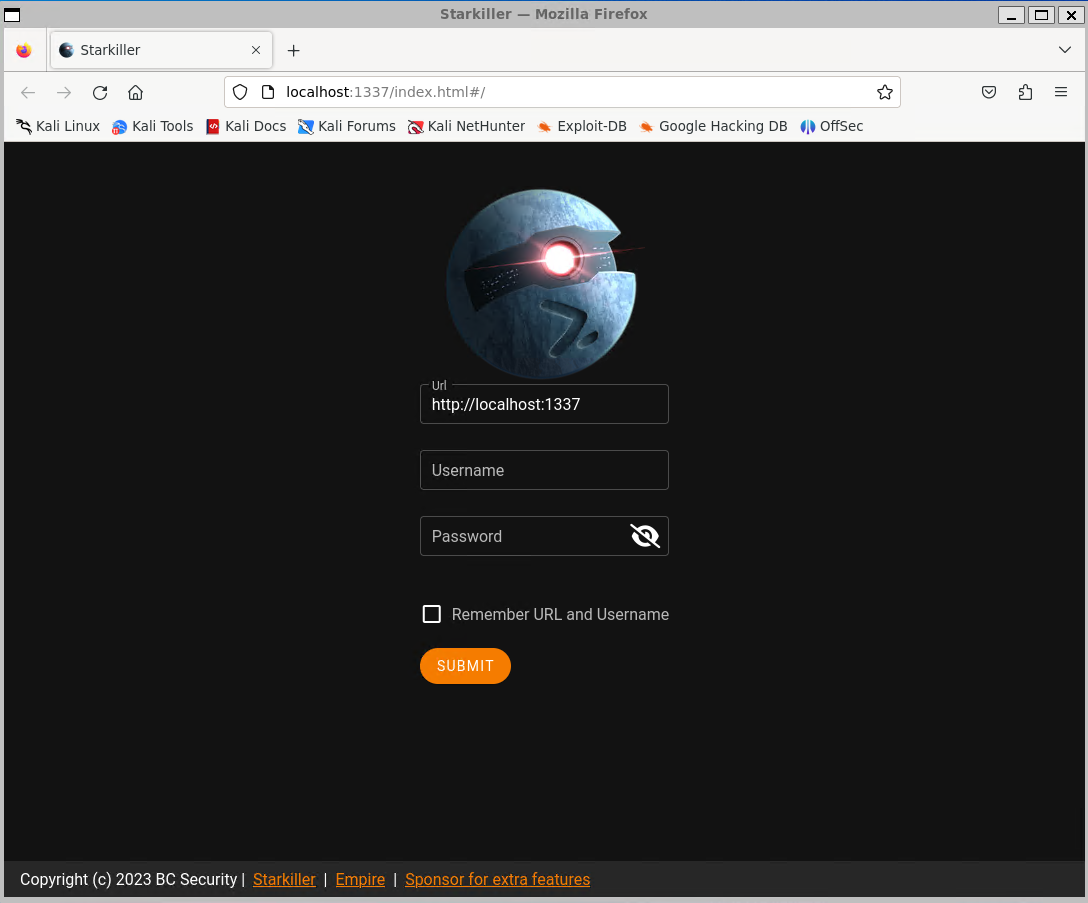 Starkiller — Mozilla Firefox
Starkiller
localhost:1337/index.html#/
Kali Linux Kali Tools Kali Docs Kali Forums Kali NetHunter Exploit-DB Google Hacking DB OffSec
Url
http://localhost:1337
Username
Password
Remember URL and Username
SUBMIT
Copyright (c) 2023 BC Security | Starkiller | Empire | Sponsor for extra features